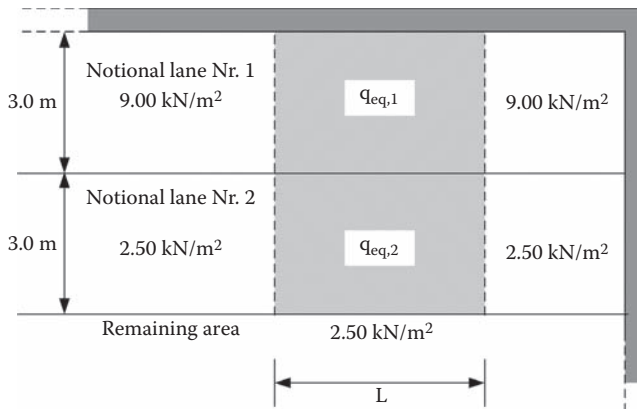 Notional lane Nr. 1
3.0 m
9.00 kN/m²
q_eq,1
9.00 kN/m²
Notional lane Nr. 2
3.0 m
2.50 kN/m²
q_eq,2
2.50 kN/m²
Remaining area
2.50 kN/m²
L